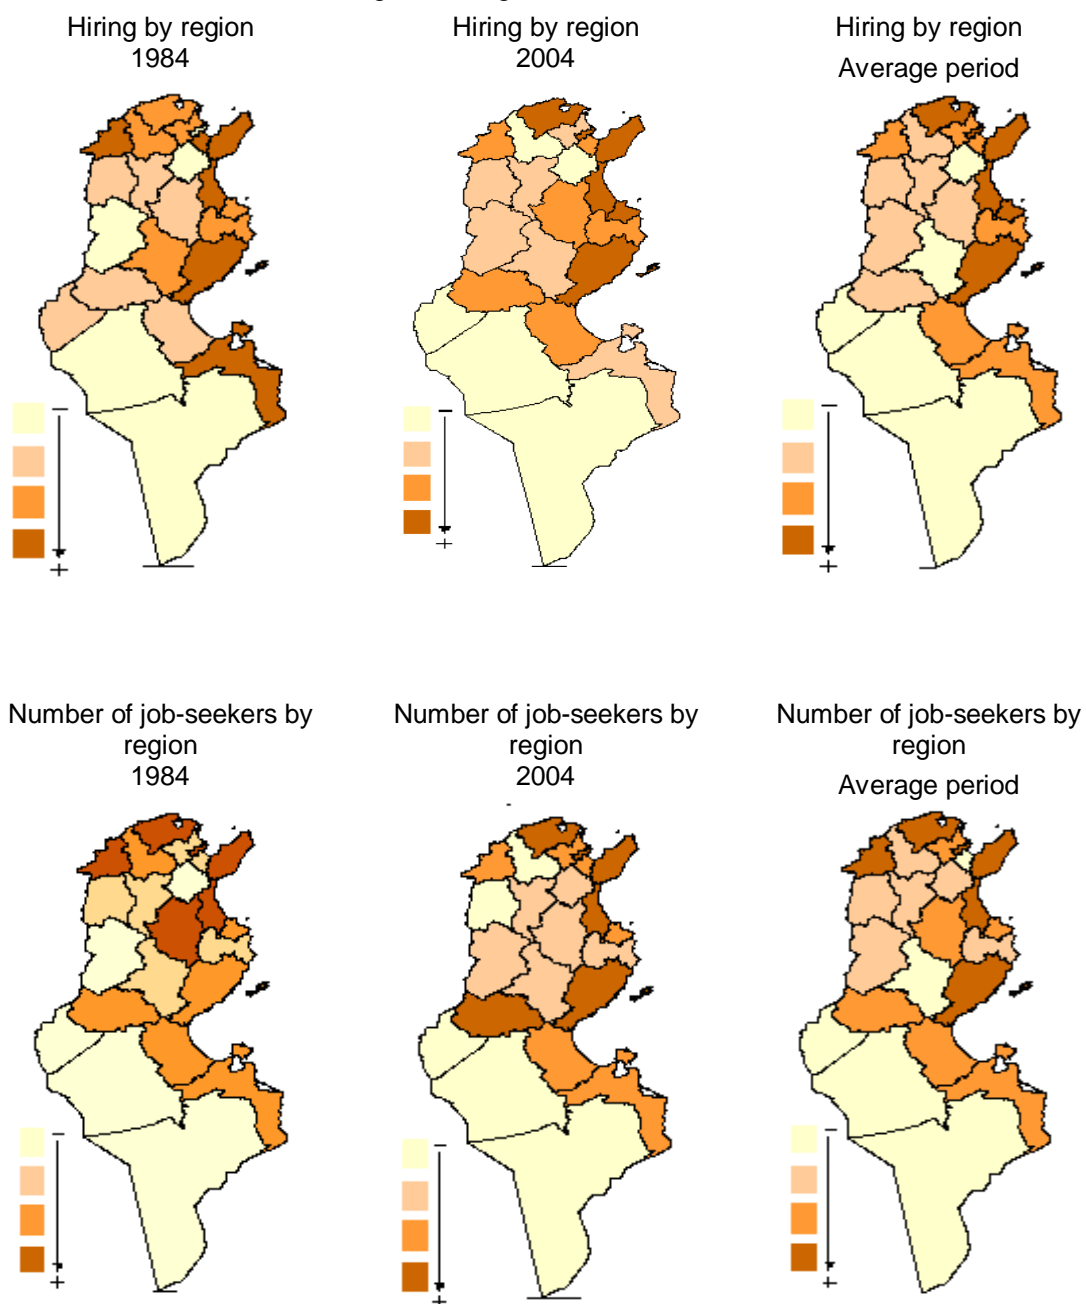 Hiring by region
1984
Hiring by region
2004
Hiring by region
Average period
−
+
−
+
−
+
Number of job-seekers by
region
1984
Number of job-seekers by
region
2004
Number of job-seekers by
region
Average period
−
+
−
+
−
+